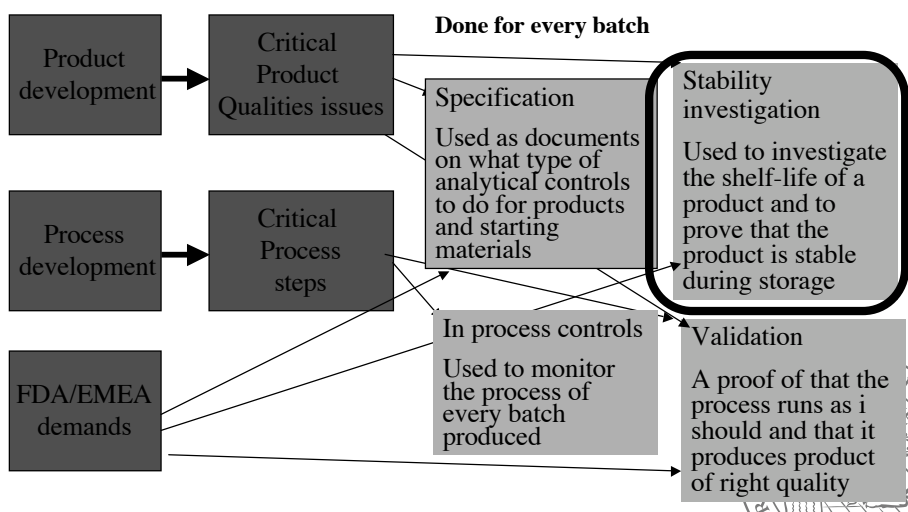 Done for every batch
Product
development
Critical
Product
Qualities issues
Specification
Used as documents
on what type of
analytical controls
to do for products
and starting
materials
Stability
investigation
Used to investigate
the shelf-life of a
product and to
prove that the
product is stable
during storage
Process
development
Critical
Process
steps
In process controls
Used to monitor
the process of
every batch
produced
Validation
A proof of that the
process runs as i
should and that it
produces product
of right quality
FDA/EMEA
demands